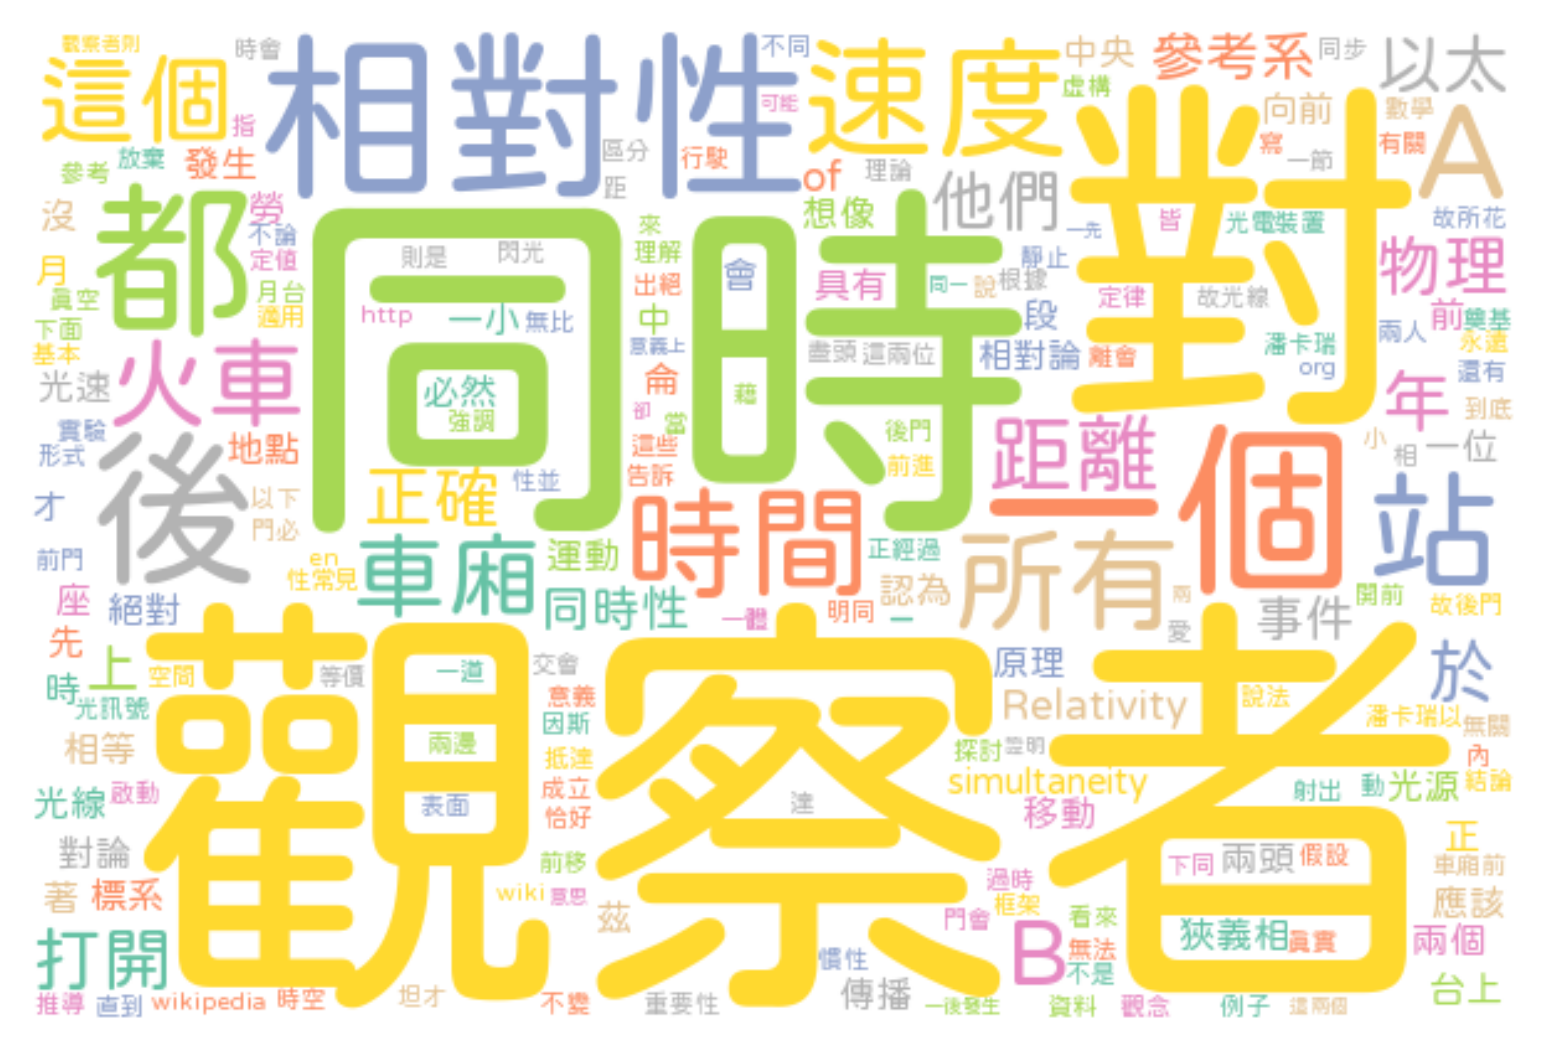 觀察者則
時會
不同
中央
參考系
同步
以太
這個
相對性
速度
虛構
指
可能
向前
數學
對
A
參考
放棄
發生
區分
行駛
of
理論
寫
一節
有關
距
沒
都
勞
不論
定值
來
理解
出絕
想像
他們
一先
皆
光電裝置
故所花
物理
月
真空
月台
適用
同時
則是
閃光
會
具有
同一
說
根據
靜止
定律
故光線
下面
基本
http
一小
無比
中
意義上
段
前
奠基
兩人
永遠
光速
火車
盡頭
這兩位
相對論
離會
潘卡瑞
org
還有
必然
強調
侖
卻
當
藉
年
到底
實驗
形式
後
地點
這些
告訴
後門
前進
距離
一個
小
相
一位
才
以下
門必
正確
性並
時間
站
前門
en
性常見
車廂
運動
正經過
所有
座
先
絕對
同時性
一體
明同
一
認為
兩
愛
事件
開前
故後門
時
上
空間
等價
觀察者
一道
交會
原理
於
光訊號
意義
因斯
Relativity
說法
潘卡瑞以
無關
相等
兩邊
抵達
探討
證明
內
光線
啟動
表面
成立
恰好
達
simultaneity
移動
射出
動
光源
結論
對論
前移
下同
兩頭
假設
正
車廂前
著
標系
wiki
意思
茲
過時
框架
門會
看來
應該
打開
B
無法
不是
狹義相
真實
兩個
慣性
傳播
推導
直到
wikipedia
時空
坦才
不變
重要性
一後發生
資料
觀念
例子
這兩個
台上